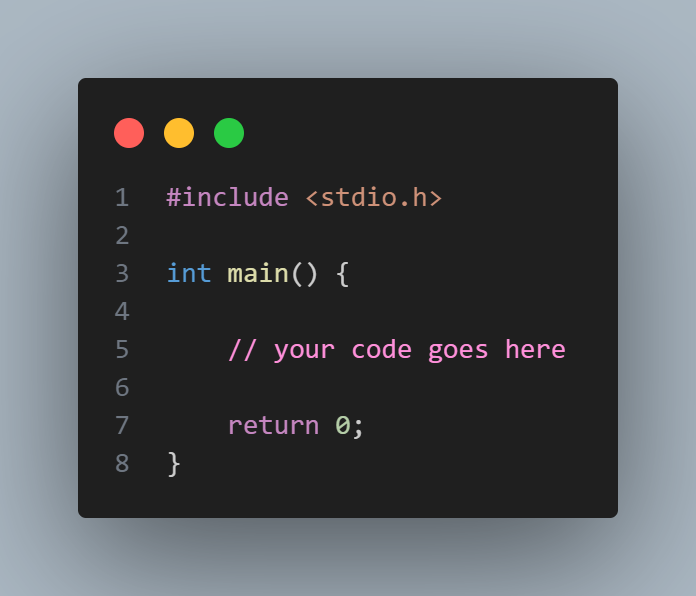 1 #include <stdio.h>
2
3 int main() {
4
5     // your code goes here
6
7     return 0;
8 }